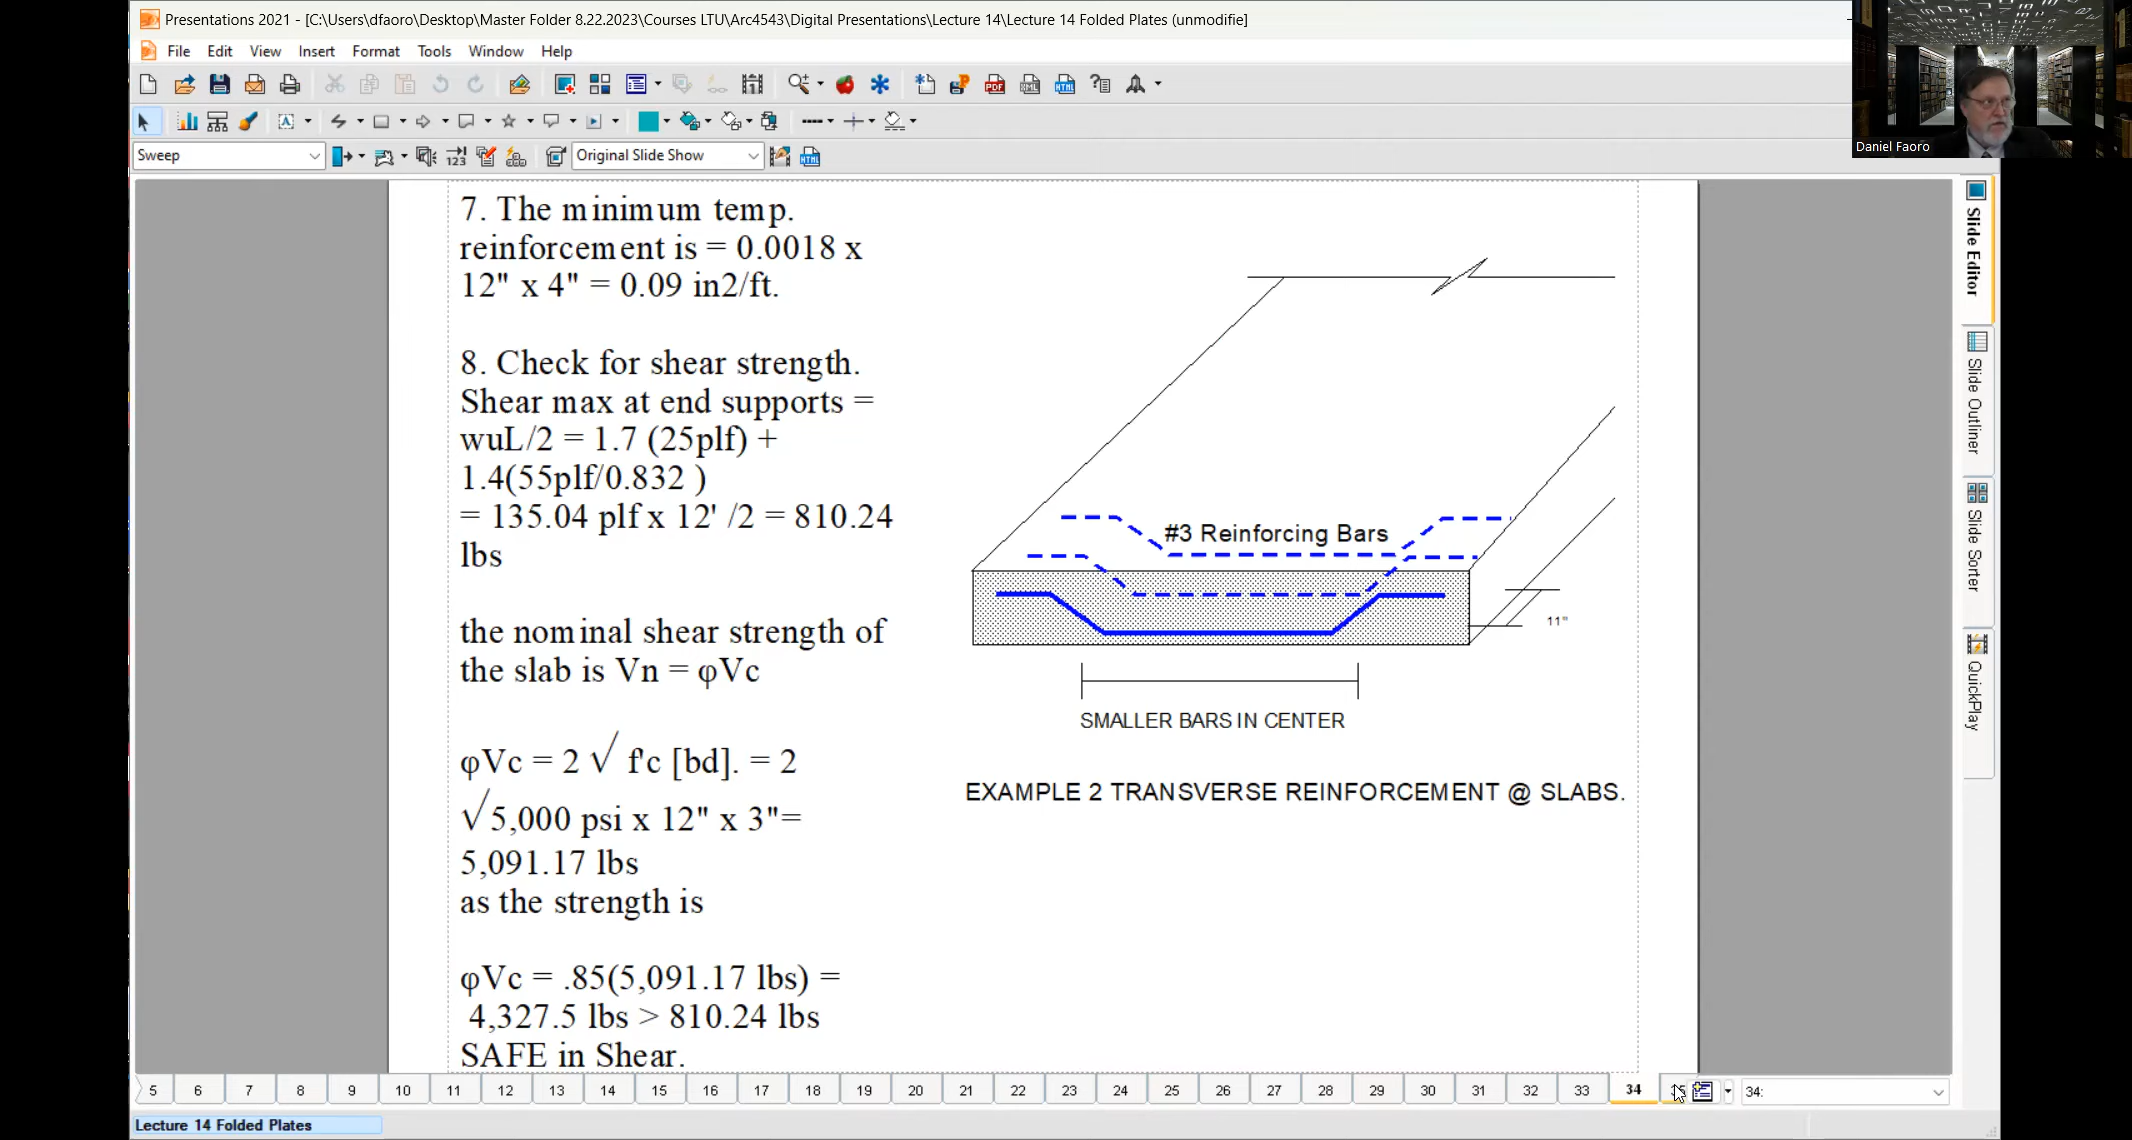 Presentations 2021 - [C:\Users\dfaoro\Desktop\Master Folder 8.22.2023\Courses LTU\Arc4543\Digital Presentations\Lecture 14\Lecture 14 Folded Plates (unmodifie]
File Edit View Insert Format Tools Window Help
Sweep
Original Slide Show
Daniel Faoro
7. The minimum temp.
reinforcement is = 0.0018 x
12" x 4" = 0.09 in2/ft.
8. Check for shear strength.
Shear max at end supports =
wuL/2 = 1.7 (25plf) +
1.4(55plf/0.832 )
= 135.04 plf x 12' /2 = 810.24
lbs
the nominal shear strength of
the slab is Vn = φVc
φVc = 2 √ f'c [bd]. = 2
√5,000 psi x 12" x 3"=
5,091.17 lbs
as the strength is
φVc = .85(5,091.17 lbs) =
4,327.5 lbs > 810.24 lbs
SAFE in Shear.
#3 Reinforcing Bars
11"
SMALLER BARS IN CENTER
EXAMPLE 2 TRANSVERSE REINFORCEMENT @ SLABS.
Slide Editor
Slide Outliner
Slide Sorter
QuickPlay
5 6 7 8 9 10 11 12 13 14 15 16 17 18 19 20 21 22 23 24 25 26 27 28 29 30 31 32 33 34
34:
Lecture 14 Folded Plates